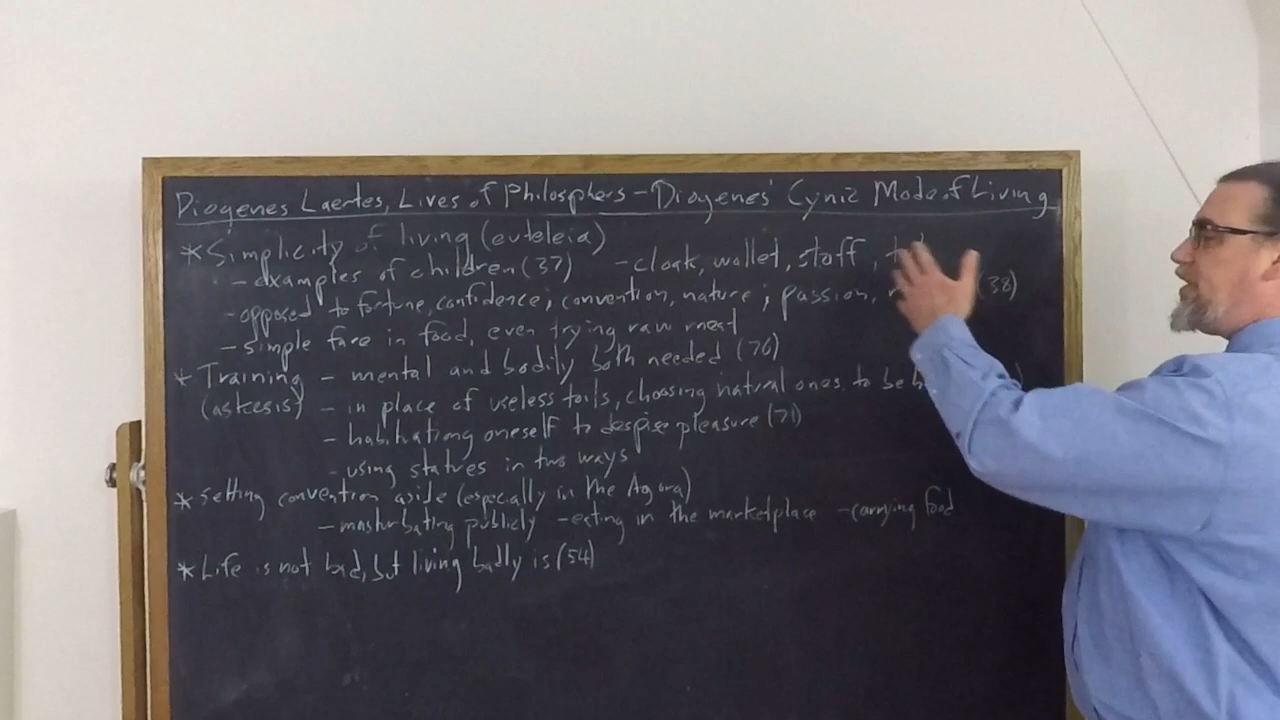 Diogenes Laertes, Lives of Philosphers - Diogenes' Cynic Mode of Living
* Simplicity of living (euteleia)
- examples of children (37) - cloak, wallet, staff,
- opposed to fortune, confidence; convention, nature; passion, (38)
- simple fare in food, even trying raw meat
* Training - mental and bodily both needed (70)
(askesis) - in place of useless toils, choosing natural ones to be
- habituationg oneself to despise pleasure (71)
- using statues in two ways
* Setting convention aside (especially in the Agora)
- masturbating publicly - eating in the marketplace - carrying food
* Life is not bad, but living badly is (54)